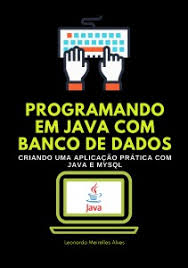 PROGRAMANDO
EM JAVA COM
BANCO DE DADOS
CRIANDO UMA APLICAÇÃO PRÁTICA COM
JAVA E MYSQL
Java
Leonardo Meirelles Alves